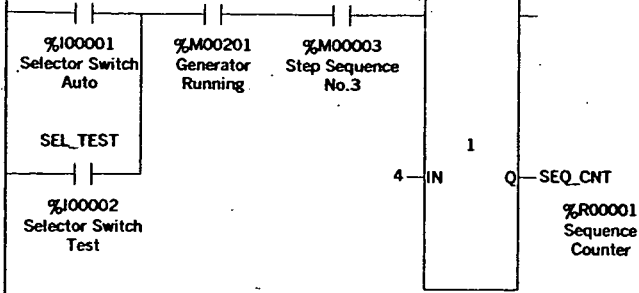 %I00001
Selector Switch
Auto
%M00201
Generator
Running
%M00003
Step Sequence
No.3
SEL_TEST
%I00002
Selector Switch
Test
1
4
IN
Q
SEQ_CNT
%R00001
Sequence
Counter